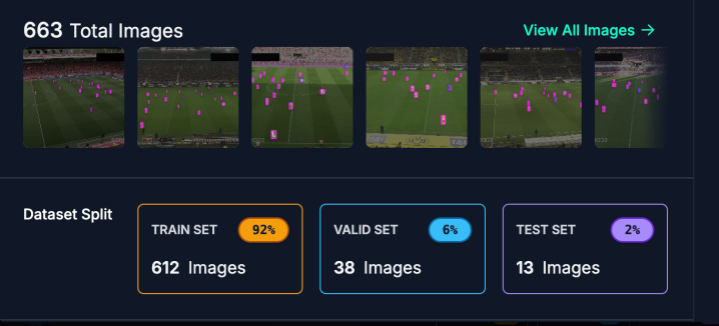 663 Total Images
View All Images →
Dataset Split
TRAIN SET 92%
612 Images
VALID SET 6%
38 Images
TEST SET 2%
13 Images